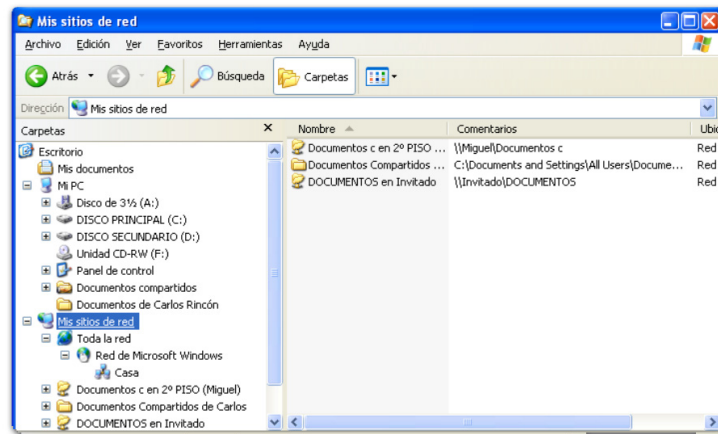 Mis sitios de red
Archivo Edición Ver Favoritos Herramientas Ayuda
Atrás Búsqueda Carpetas
Dirección Mis sitios de red
Carpetas
Escritorio
Mis documentos
Mi PC
Disco de 3½ (A:)
DISCO PRINCIPAL (C:)
DISCO SECUNDARIO (D:)
Unidad CD-RW (F:)
Panel de control
Documentos compartidos
Documentos de Carlos Rincón
Mis sitios de red
Toda la red
Red de Microsoft Windows
Casa
Documentos c en 2º PISO (Miguel)
Documentos Compartidos de Carlos
DOCUMENTOS en Invitado
Nombre Comentarios Ubi
Documentos c en 2º PISO ... \\Miguel\Documentos c Red
Documentos Compartidos ... C:\Documents and Settings\All Users\Docume... Red
DOCUMENTOS en Invitado \\Invitado\DOCUMENTOS Red